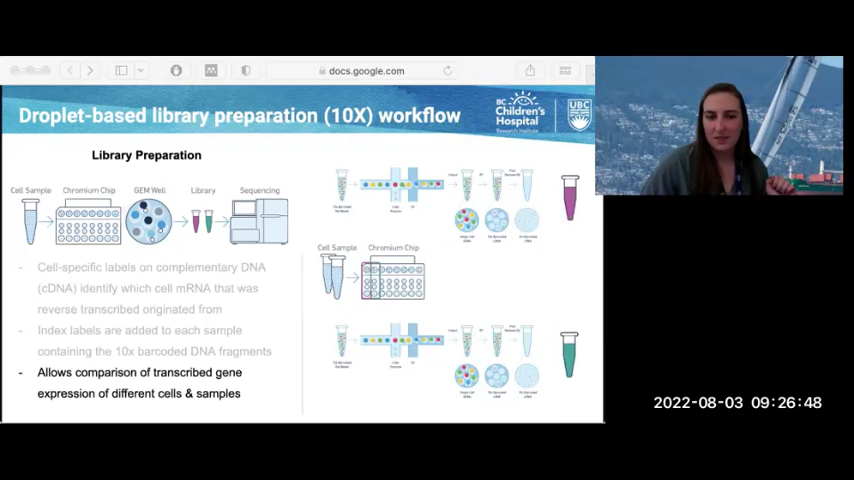 docs.google.com
Droplet-based library preparation (10X) workflow
BC
Children's
Hospital
Research Institute
UBC
Library Preparation
Cell Sample Chromium Chip GEM Well Library Sequencing
- Cell-specific labels on complementary DNA
(cDNA) identify which cell mRNA that was
reverse transcribed originated from
- Index labels are added to each sample
containing the 10x barcoded DNA fragments
- Allows comparison of transcribed gene
expression of different cells & samples
Cell Sample Chromium Chip
2022-08-03 09:26:48